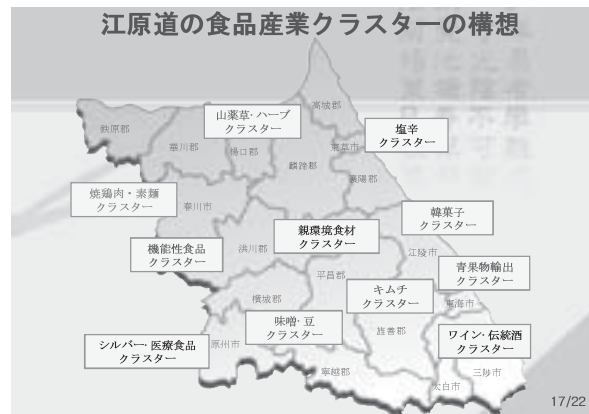 江原道の食品産業クラスターの構想
高城郡
山薬草・ハーブ
クラスター
鉄原郡
塩辛
クラスター
華川郡
楊口郡
束草市
麟蹄郡
襄陽郡
焼鶏肉・素麺
クラスター
春川市
韓菓子
クラスター
親環境食材
クラスター
機能性食品
クラスター
洪川郡
江陵市
青果物輸出
クラスター
平昌郡
キムチ
クラスター
横城郡
東海市
味噌・豆
クラスター
旌善郡
ワイン・伝統酒
クラスター
シルバー・医療食品
クラスター
原州市
寧越郡
三陟市
太白市
17/22